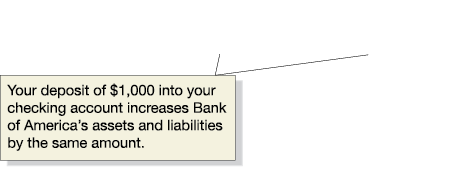 Your deposit of $1,000 into your
checking account increases Bank
of America's assets and liabilities
by the same amount.